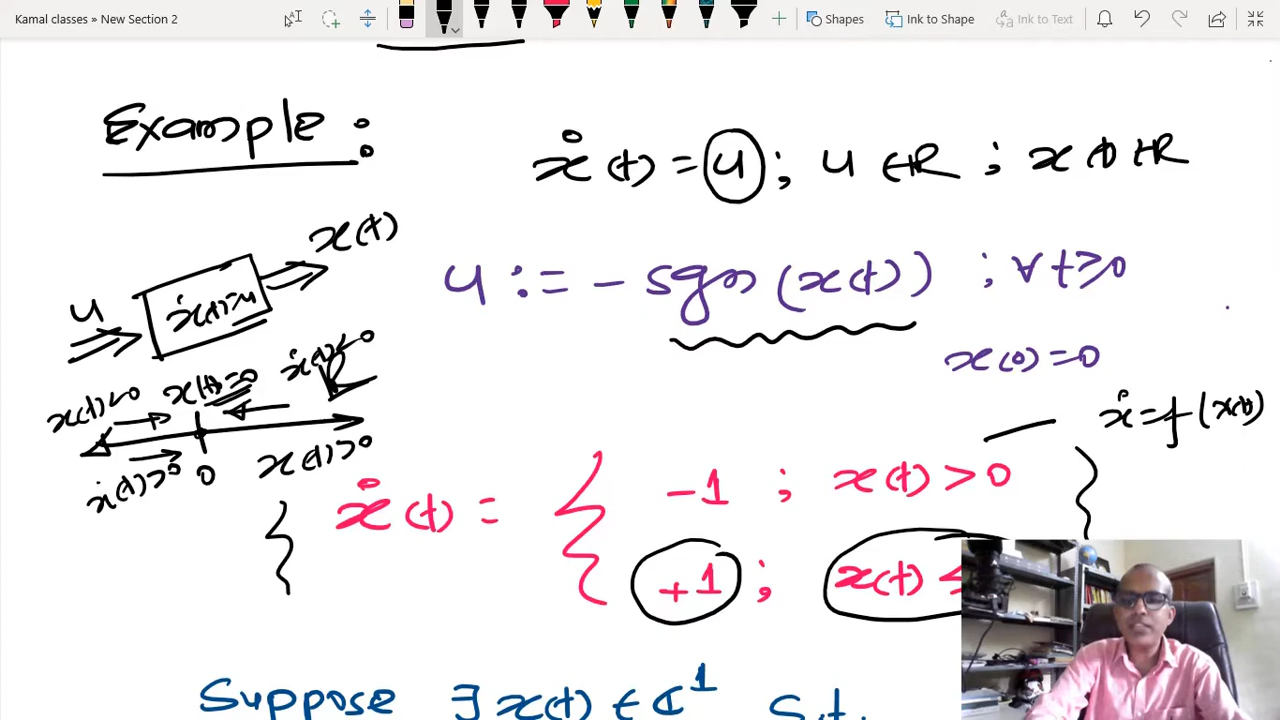 Kamal classes » New Section 2
Shapes
Ink to Shape
Ink to Text
Example :
ẋ(t) = u ; u ∈ R ; x(t) ∈ R
x(t)
u
ẋ(t)=u
u := - sgn (x(t)) ; ∀ t ≥ 0
x(0) = 0
ẋ(t)<0
x(t)<0
x(t)=0
ẋ = f(x(t))
ẋ(t)>0
0
x(t)>0
ẋ(t) = { -1 ; x(t) > 0
+1 ; x(t) ≤
Suppose ∃ x(t) ∈ C¹ s.t.